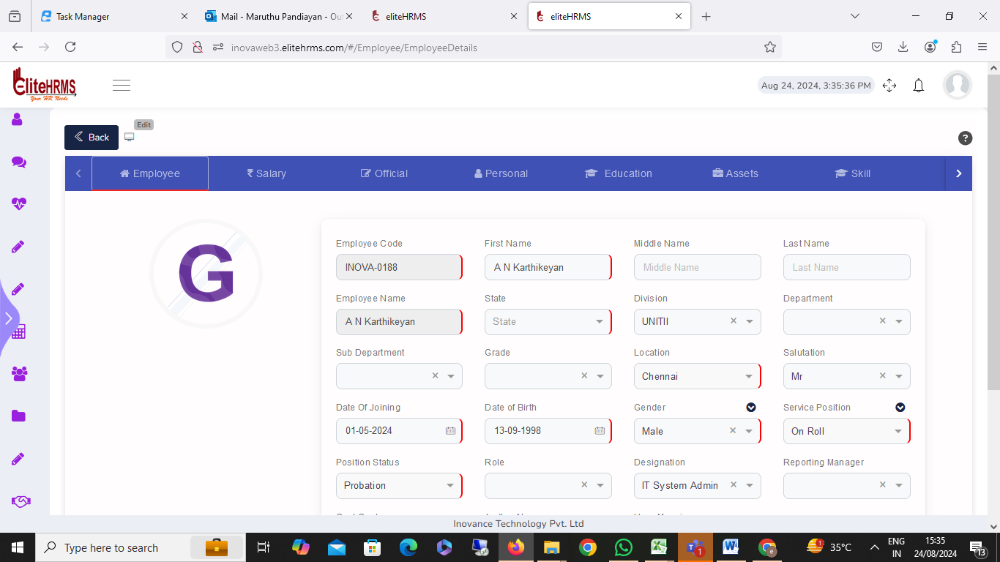 Task Manager
Mail - Maruthu Pandiayan - Ou
eliteHRMS
eliteHRMS
inovaweb3.elitehrms.com/#/Employee/EmployeeDetails
EliteHRMS
Your HR Needs
Aug 24, 2024, 3:35:36 PM
Back
Edit
Employee
₹ Salary
Official
Personal
Education
Assets
Skill
G
Employee Code
First Name
Middle Name
Last Name
INOVA-0188
A N Karthikeyan
Middle Name
Last Name
Employee Name
State
Division
Department
A N Karthikeyan
State
UNITII
Sub Department
Grade
Location
Salutation
Chennai
Mr
Date Of Joining
Date of Birth
Gender
Service Position
01-05-2024
13-09-1998
Male
On Roll
Position Status
Role
Designation
Reporting Manager
Probation
IT System Admin
Inovance Technology Pvt. Ltd
Type here to search
35°C
ENG
IN
15:35
24/08/2024
13